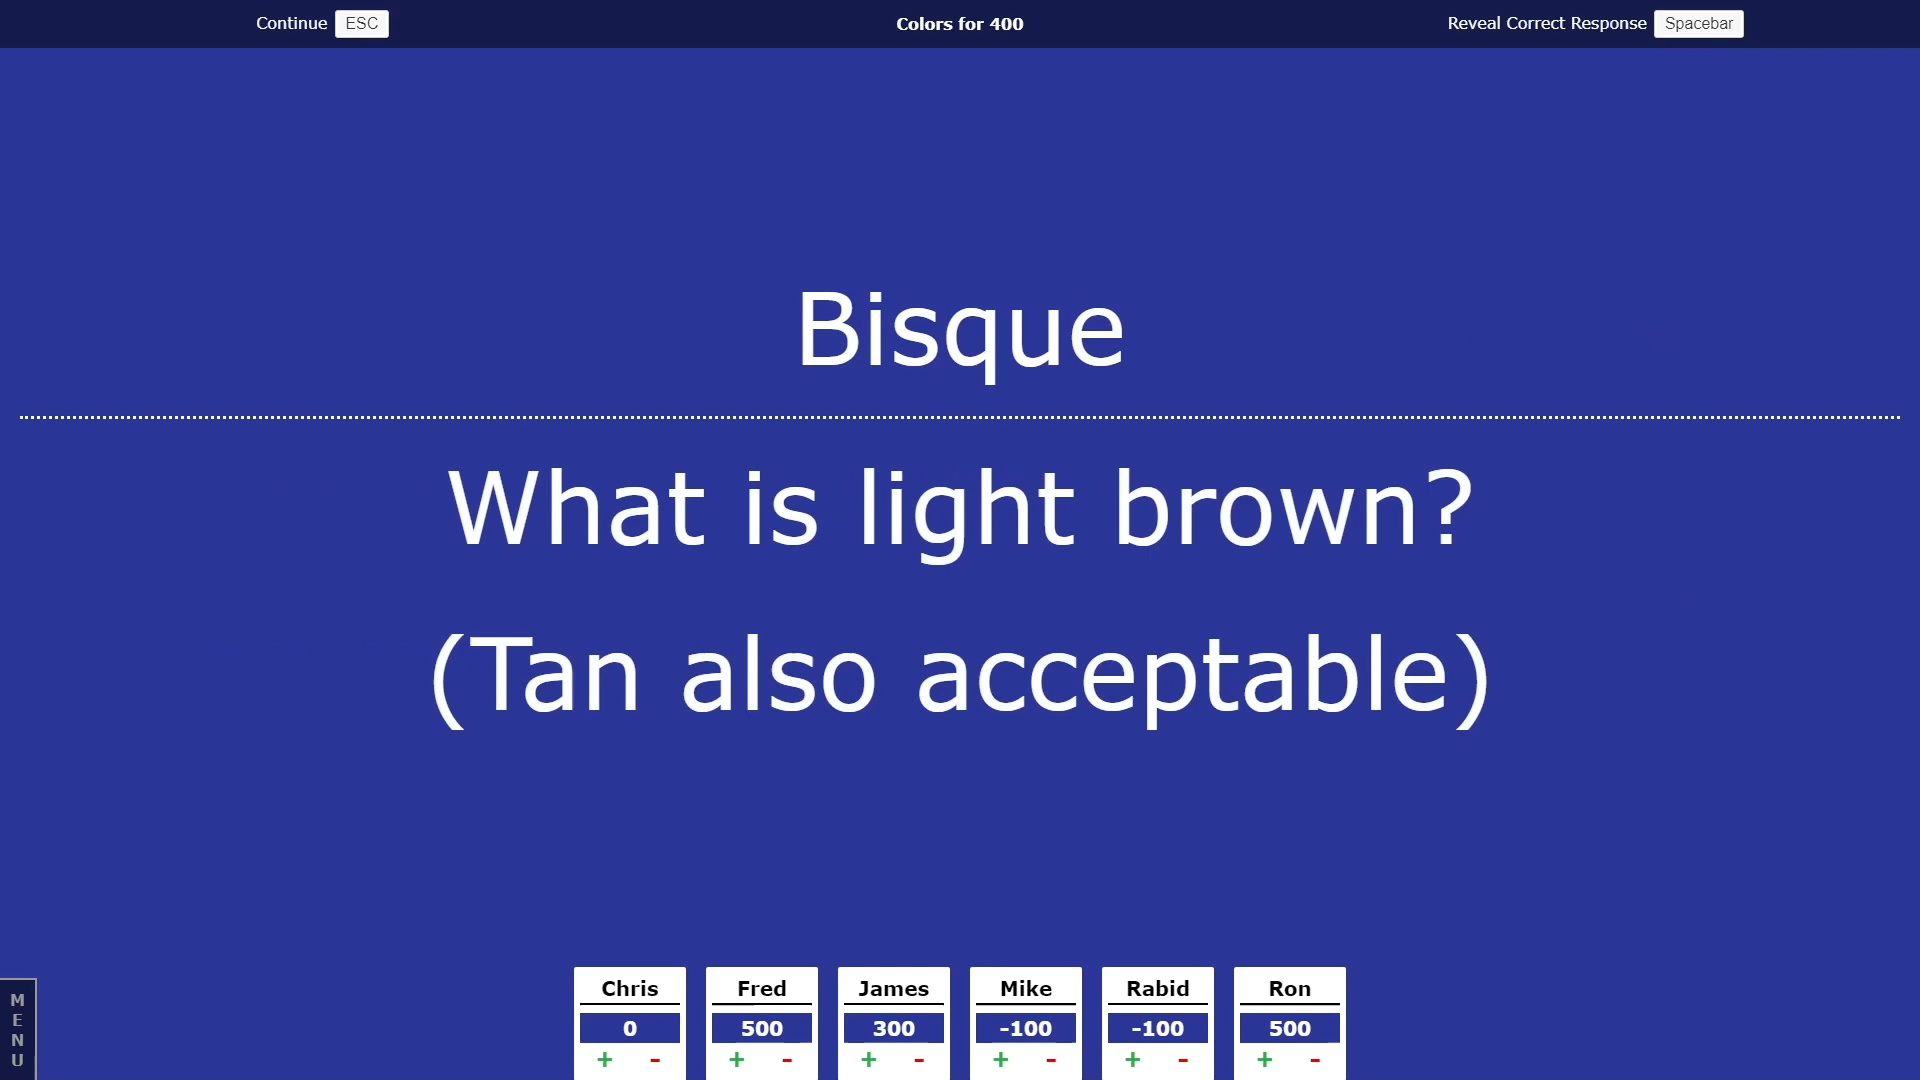 Continue ESC Colors for 400 Reveal Correct Response Spacebar
Bisque
What is light brown?
(Tan also acceptable)
Chris Fred James Mike Rabid Ron
0 500 300 -100 -100 500
+ - + - + - + - + - + -
MENU